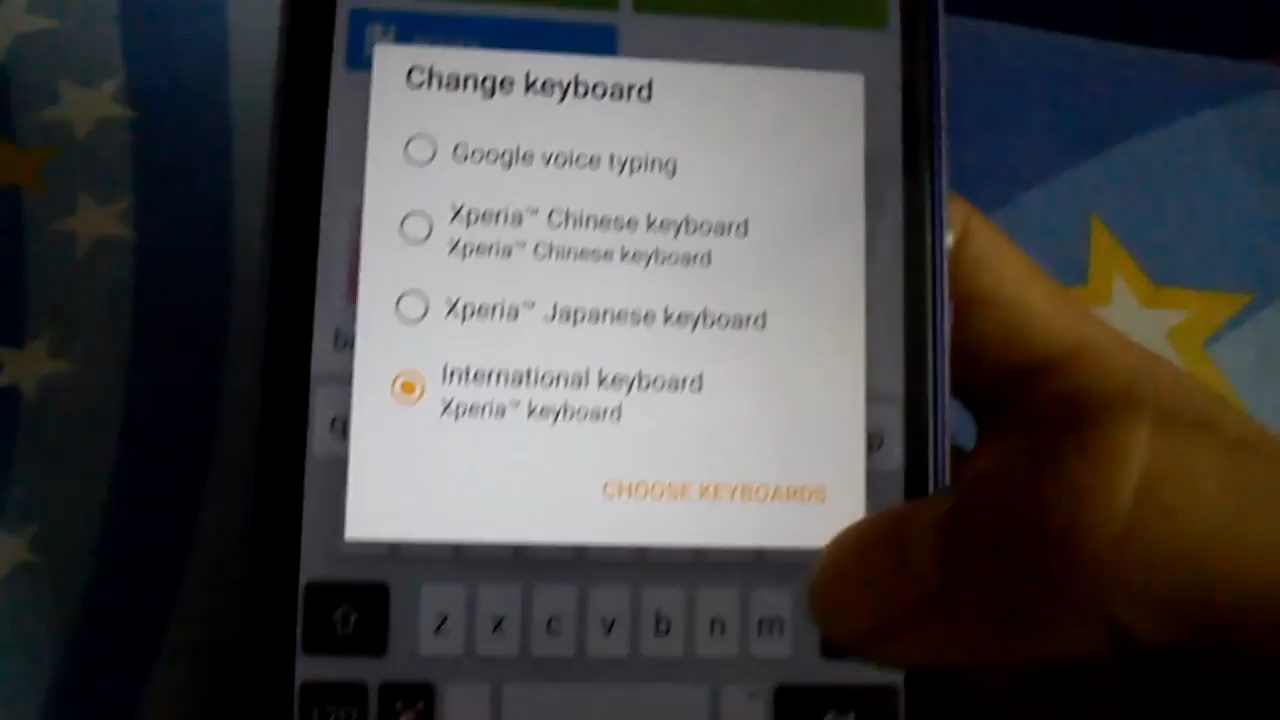 Change keyboard
Google voice typing
Xperia™ Chinese keyboard
Xperia™ Chinese keyboard
Xperia™ Japanese keyboard
International keyboard
Xperia™ keyboard
CHOOSE KEYBOARDS
z x c v b n m